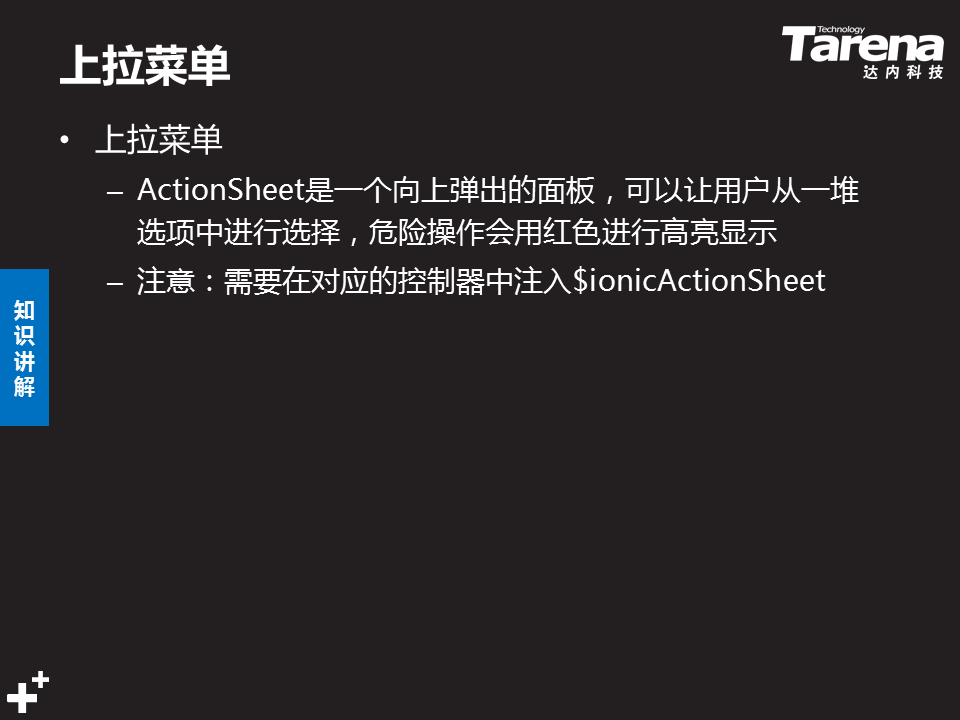 上拉菜单
Technology
Tarena
达内科技
• 上拉菜单
– ActionSheet是一个向上弹出的面板，可以让用户从一堆
选项中进行选择，危险操作会用红色进行高亮显示
– 注意：需要在对应的控制器中注入$ionicActionSheet
知
识
讲
解